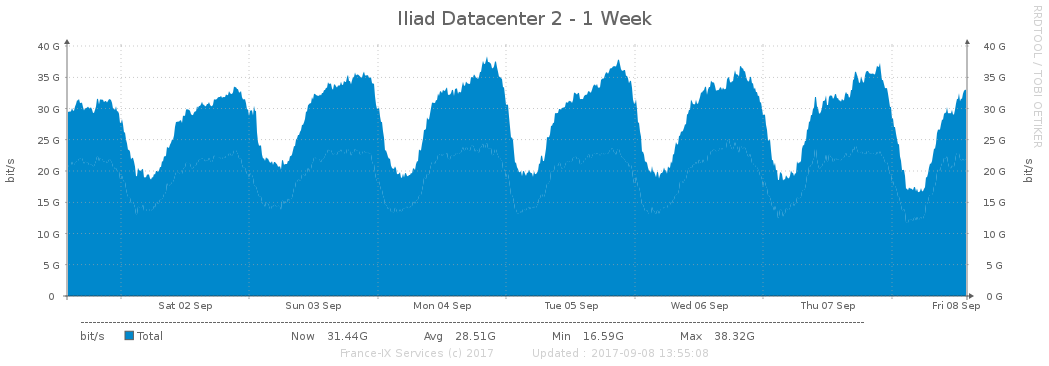 Iliad Datacenter 2 - 1 Week
RRDTOOL / TOBI OETIKER
bit/s
40 G 40 G
35 G 35 G
30 G 30 G
25 G 25 G
20 G 20 G
15 G 15 G
10 G 10 G
5 G 5 G
0 0 G
bit/s
Sat 02 Sep Sun 03 Sep Mon 04 Sep Tue 05 Sep Wed 06 Sep Thu 07 Sep Fri 08 Sep
bit/s Total Now 31.44G Avg 28.51G Min 16.59G Max 38.32G
France-IX Services (c) 2017 Updated : 2017-09-08 13:55:08